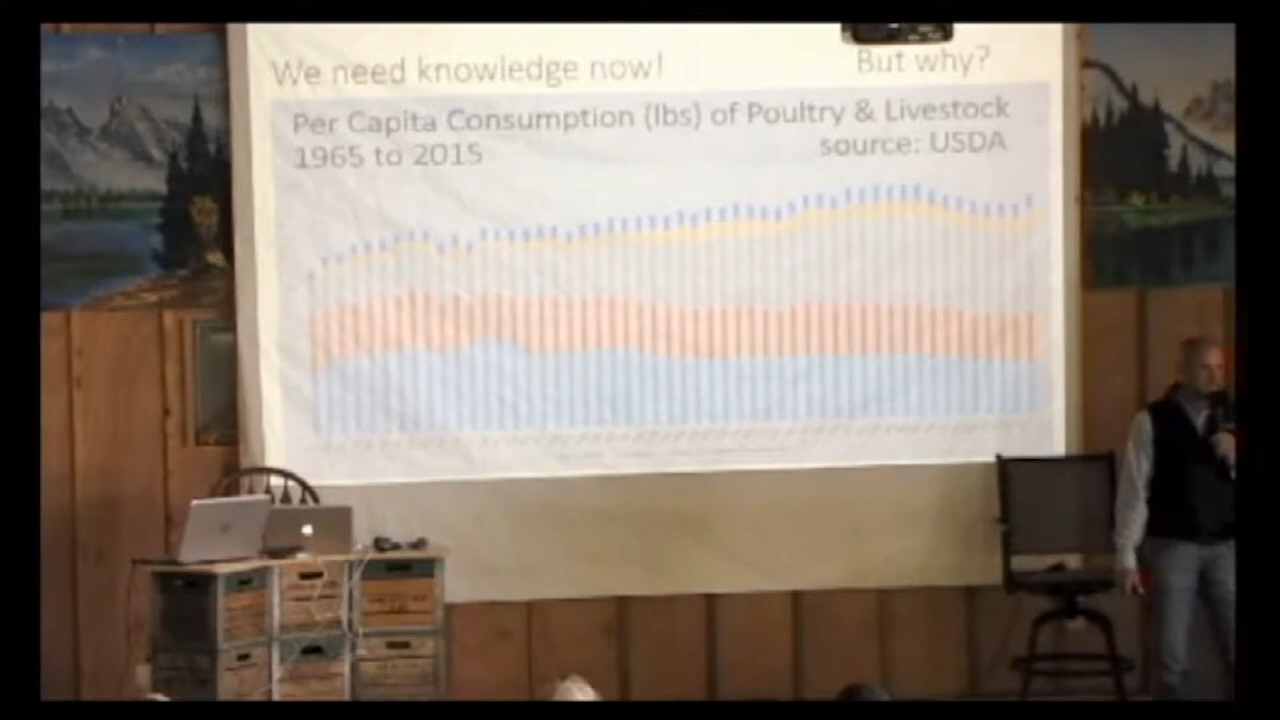 We need knowledge now!
But why?
Per Capita Consumption (lbs) of Poultry & Livestock
1965 to 2015
source: USDA